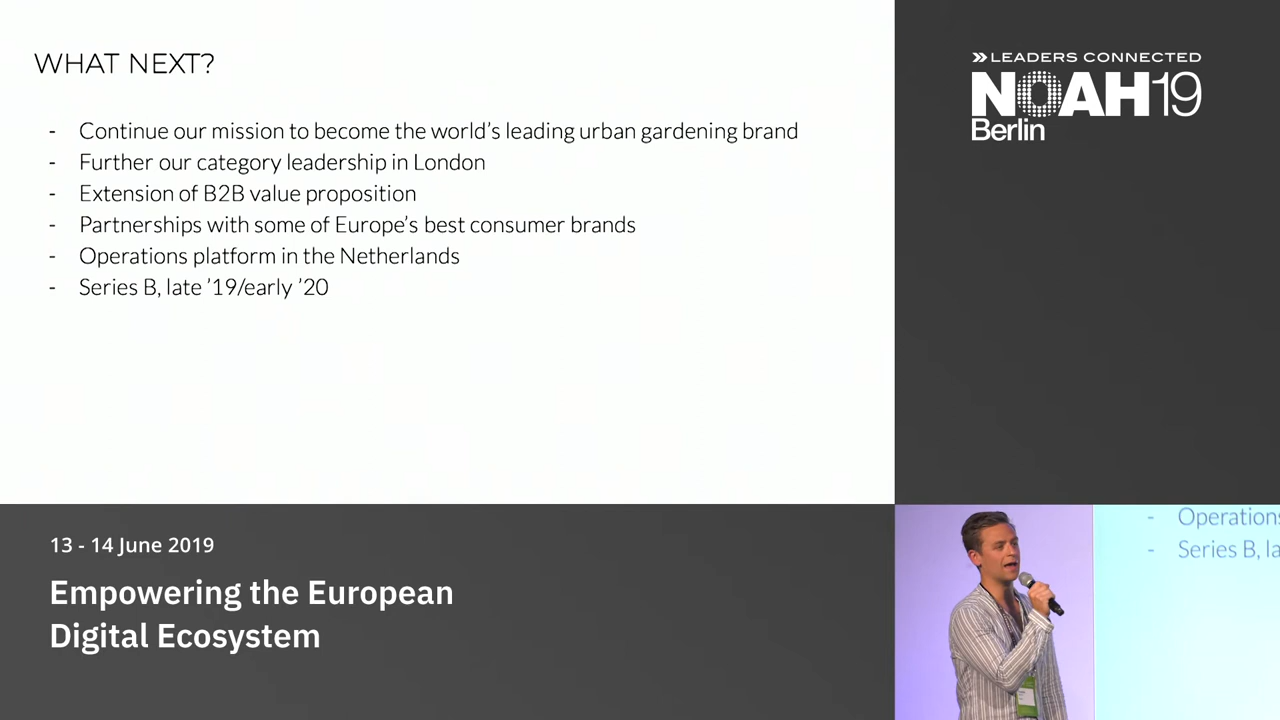 WHAT NEXT?
- Continue our mission to become the world's leading urban gardening brand
- Further our category leadership in London
- Extension of B2B value proposition
- Partnerships with some of Europe's best consumer brands
- Operations platform in the Netherlands
- Series B, late '19/early '20
LEADERS CONNECTED
NOAH19
Berlin
13 - 14 June 2019
Empowering the European
Digital Ecosystem
- Operations
- Series B, la